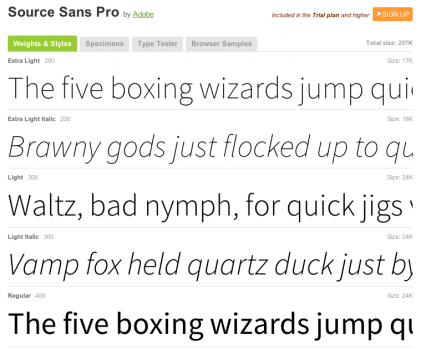 Source Sans Pro by Adobe
Included in the Trial plan and higher SIGN UP
Weights & Styles Specimens Type Tester Browser Samples Total size: 257K
Extra Light 200 Size: 17K
The five boxing wizards jump quic
Extra Light Italic 200 Size: 18K
Brawny gods just flocked up to qu
Light 300 Size: 24K
Waltz, bad nymph, for quick jigs v
Light Italic 300 Size: 24K
Vamp fox held quartz duck just by
Regular 400 Size: 24K
The five boxing wizards jump qu